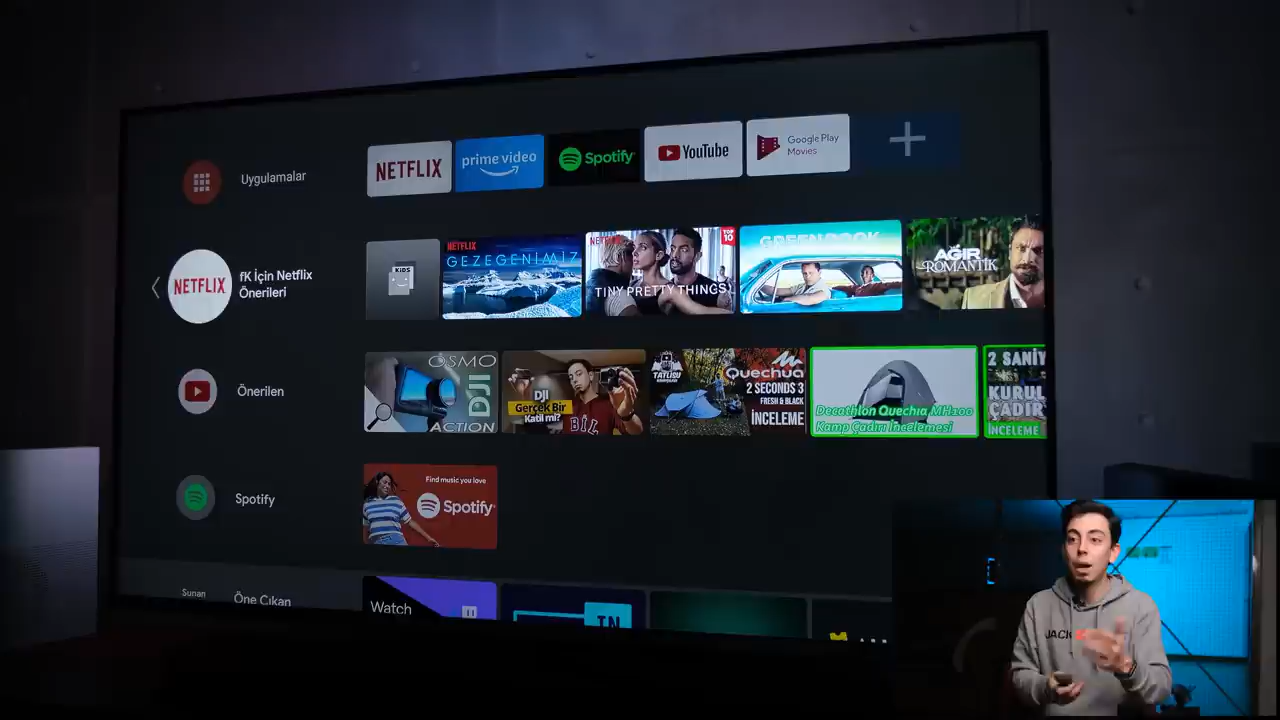 Uygulamalar
NETFLIX
prime video
Spotify
YouTube
Google Play
Movies
NETFLIX
fK İçin Netflix
Önerileri
KiDS
NETFLIX
GEZEGENİMİZ
NETFLIX
TOP
10
TINY PRETTY THINGS
GREEN BOOK
AĞIR
ROMANTİK
Önerilen
OSMO
DJI
ACTION
DJI
Gerçek Bir
Katil mi?
BIL
TATLISU
Quechua
2 SECONDS 3
FRESH & BLACK
İNCELEME
Decathlon Quechua MH100
Kamp Çadırı İncelemesi
2 SANİY
KURUL
ÇADIR
İNCELEME
Spotify
Find music you love
Spotify
Sunan
Öne Çıkan
Watch
JACK